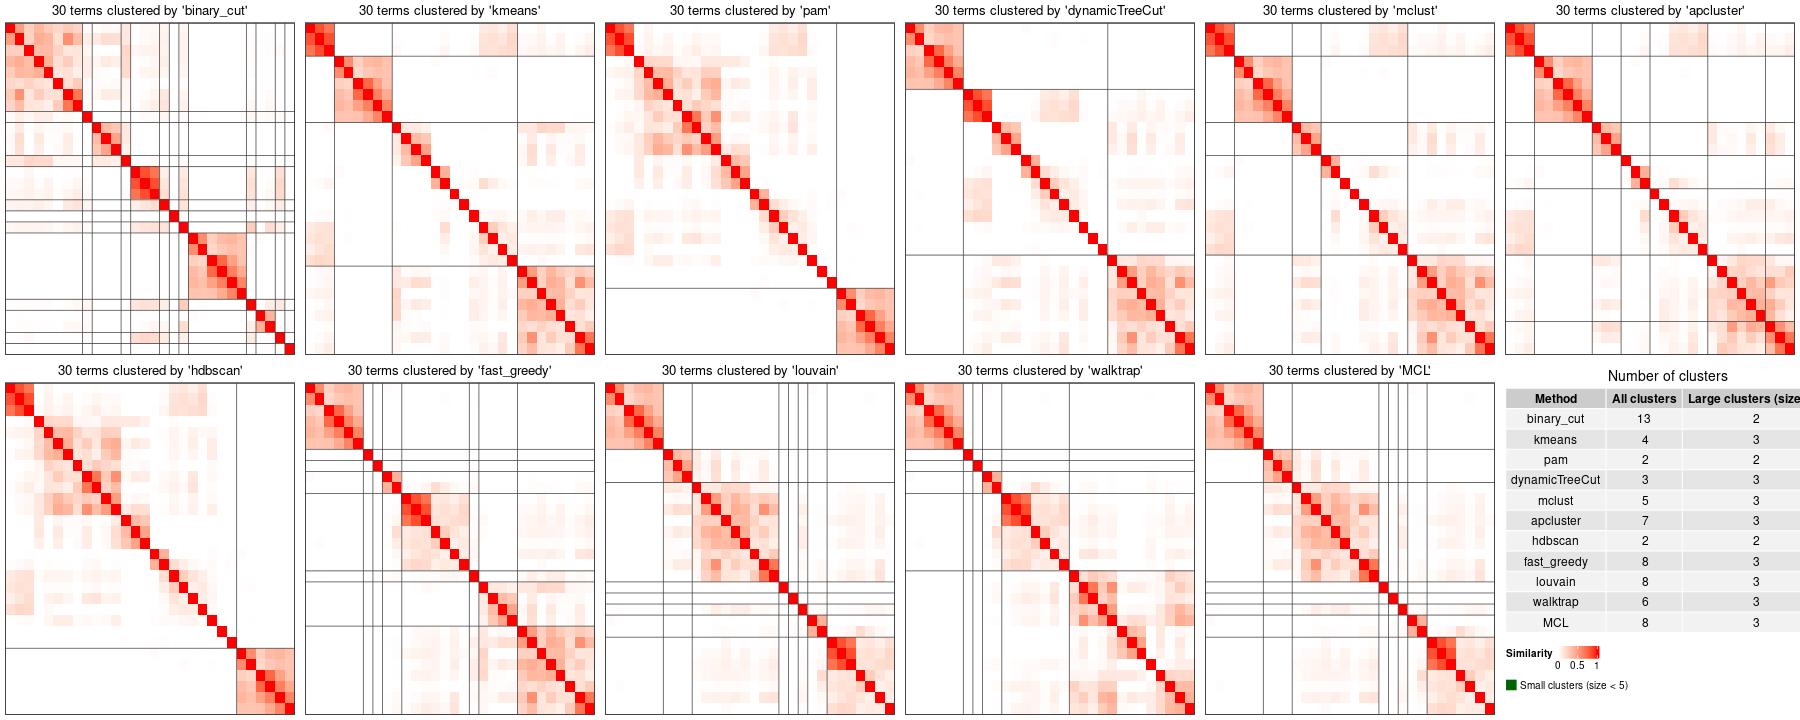 30 terms clustered by 'binary_cut'
30 terms clustered by 'kmeans'
30 terms clustered by 'pam'
30 terms clustered by 'dynamicTreeCut'
30 terms clustered by 'mclust'
30 terms clustered by 'apcluster'
30 terms clustered by 'hdbscan'
30 terms clustered by 'fast_greedy'
30 terms clustered by 'louvain'
30 terms clustered by 'walktrap'
30 terms clustered by 'MCL'
Number of clusters
Method All clusters Large clusters (size
binary_cut 13 2
kmeans 4 3
pam 2 2
dynamicTreeCut 3 3
mclust 5 3
apcluster 7 3
hdbscan 2 2
fast_greedy 8 3
louvain 8 3
walktrap 6 3
MCL 8 3
Similarity
0 0.5 1
Small clusters (size < 5)